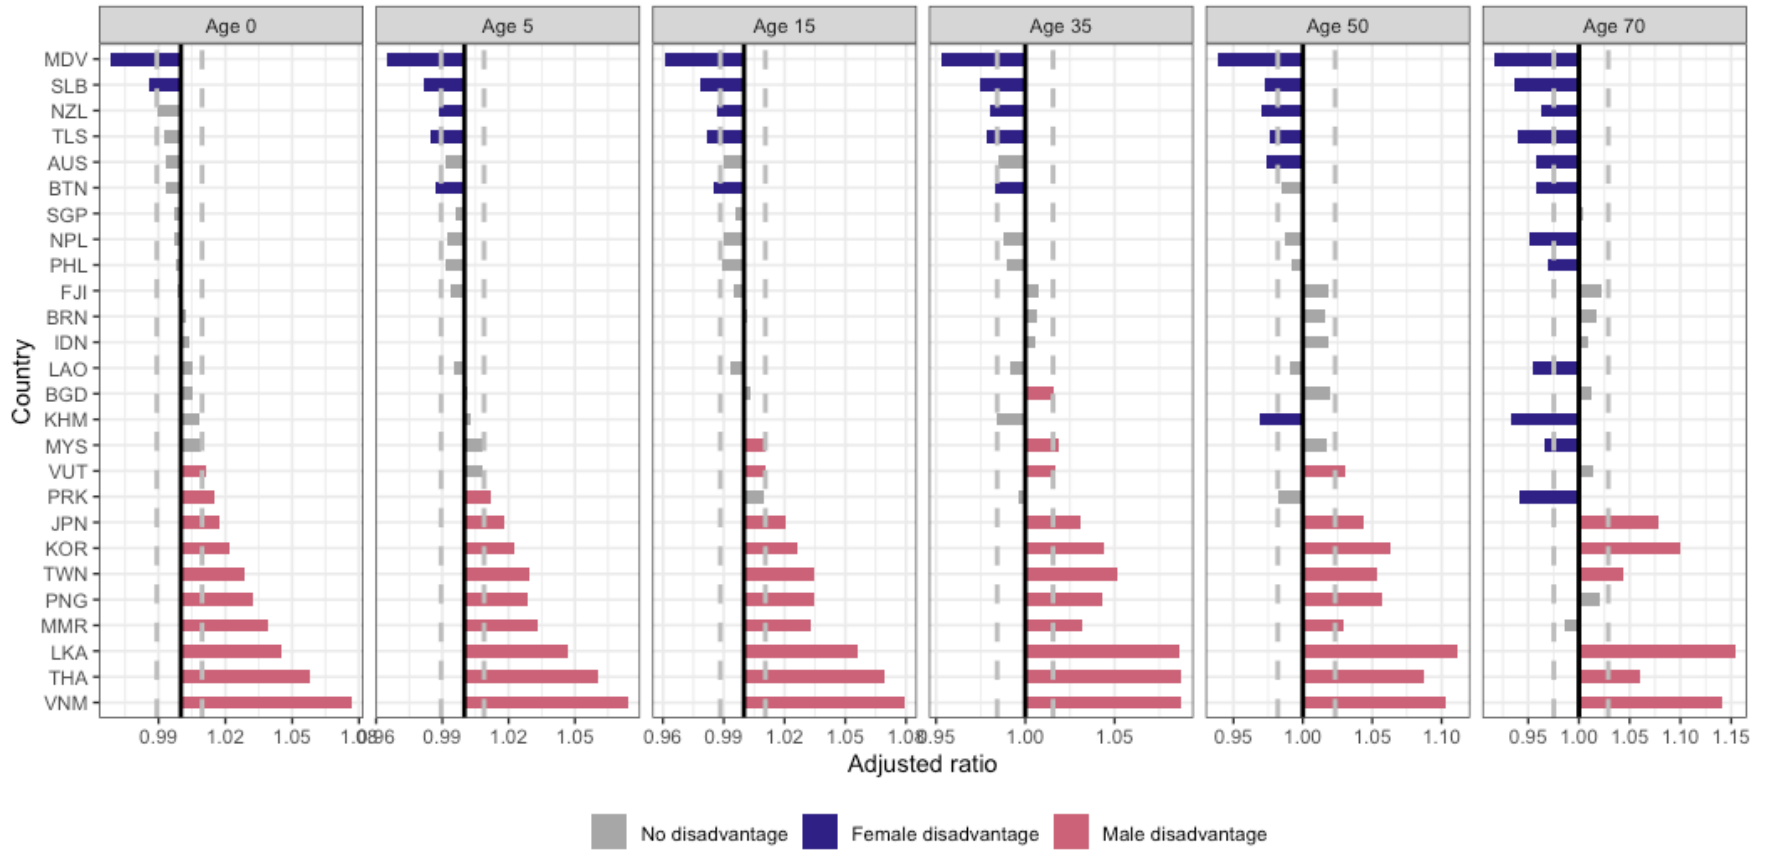 Age 0 Age 5 Age 15 Age 35 Age 50 Age 70
Country
MDV
SLB
NZL
TLS
AUS
BTN
SGP
NPL
PHL
FJI
BRN
IDN
LAO
BGD
KHM
MYS
VUT
PRK
JPN
KOR
TWN
PNG
MMR
LKA
THA
VNM
0.99 1.02 1.05 1.08 0.96 0.99 1.02 1.05 0.96 0.99 1.02 1.05 1.08 0.95 1.00 1.05 0.95 1.00 1.05 1.10 0.95 1.00 1.05 1.10 1.15
Adjusted ratio
No disadvantage Female disadvantage Male disadvantage